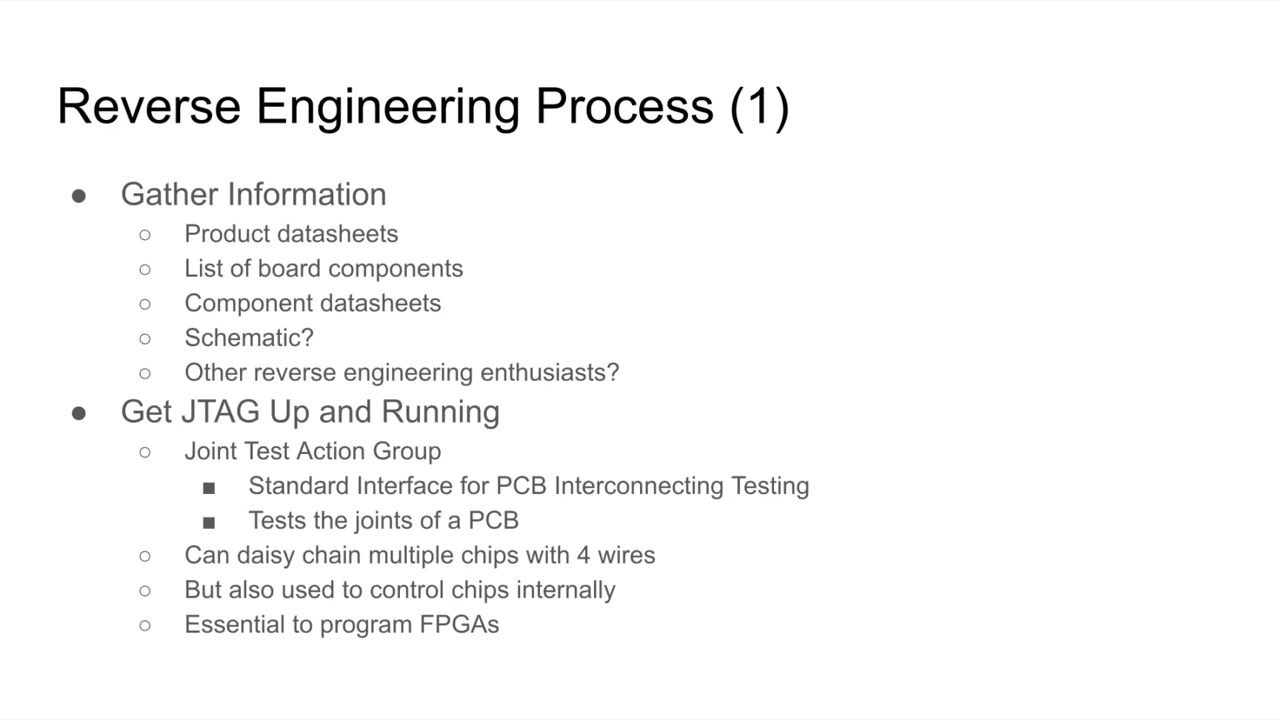 Reverse Engineering Process (1)
● Gather Information
○ Product datasheets
○ List of board components
○ Component datasheets
○ Schematic?
○ Other reverse engineering enthusiasts?
● Get JTAG Up and Running
○ Joint Test Action Group
■ Standard Interface for PCB Interconnecting Testing
■ Tests the joints of a PCB
○ Can daisy chain multiple chips with 4 wires
○ But also used to control chips internally
○ Essential to program FPGAs